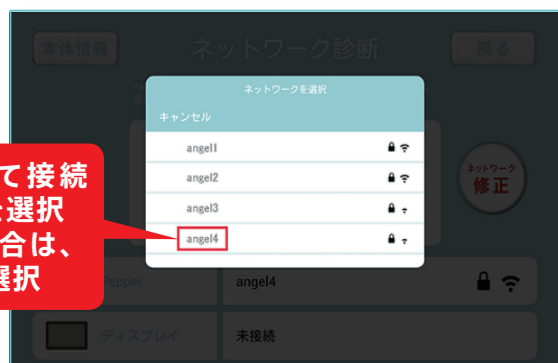 本体情報
ネットワーク診断
戻る
ネットワークを選択
キャンセル
angel1
angel2
angel3
angel4
て接続
を選択
合は、
選択
ネットワーク
修正
Pepper
angel4
ディスプレイ
未接続